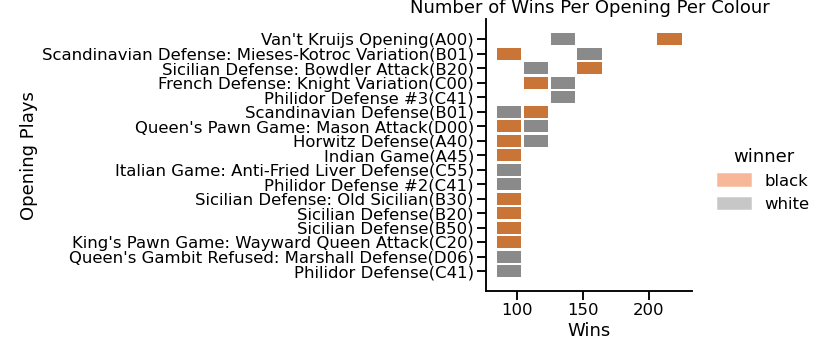 Number of Wins Per Opening Per Colour
Opening Plays
Van't Kruijs Opening(A00)
Scandinavian Defense: Mieses-Kotroc Variation(B01)
Sicilian Defense: Bowdler Attack(B20)
French Defense: Knight Variation(C00)
Philidor Defense #3(C41)
Scandinavian Defense(B01)
Queen's Pawn Game: Mason Attack(D00)
Horwitz Defense(A40)
Indian Game(A45)
Italian Game: Anti-Fried Liver Defense(C55)
Philidor Defense #2(C41)
Sicilian Defense: Old Sicilian(B30)
Sicilian Defense(B20)
Sicilian Defense(B50)
King's Pawn Game: Wayward Queen Attack(C20)
Queen's Gambit Refused: Marshall Defense(D06)
Philidor Defense(C41)
100 150 200
Wins
winner
black
white